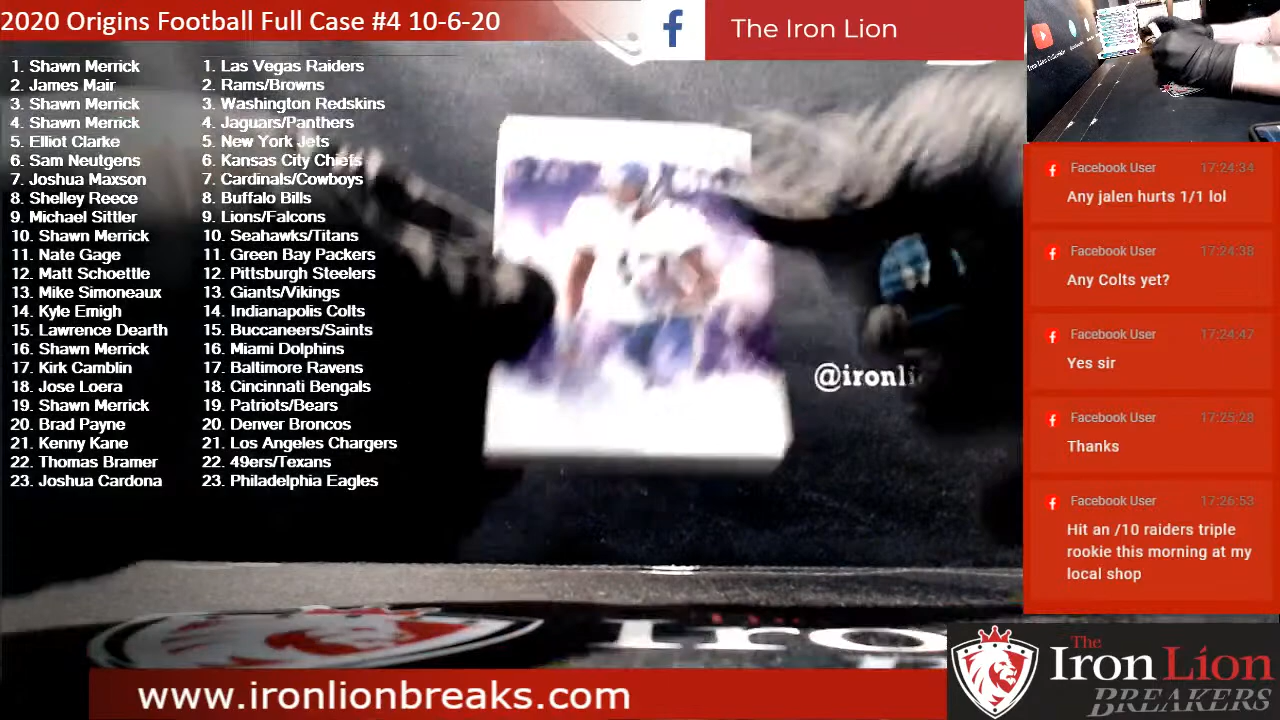 2020 Origins Football Full Case #4 10-6-20
The Iron Lion
1. Shawn Merrick 1. Las Vegas Raiders
2. James Mair 2. Rams/Browns
3. Shawn Merrick 3. Washington Redskins
4. Shawn Merrick 4. Jaguars/Panthers
5. Elliot Clarke 5. New York Jets
6. Sam Neutgens 6. Kansas City Chiefs
7. Joshua Maxson 7. Cardinals/Cowboys
8. Shelley Reece 8. Buffalo Bills
9. Michael Sittler 9. Lions/Falcons
10. Shawn Merrick 10. Seahawks/Titans
11. Nate Gage 11. Green Bay Packers
12. Matt Schoettle 12. Pittsburgh Steelers
13. Mike Simoneaux 13. Giants/Vikings
14. Kyle Emigh 14. Indianapolis Colts
15. Lawrence Dearth 15. Buccaneers/Saints
16. Shawn Merrick 16. Miami Dolphins
17. Kirk Camblin 17. Baltimore Ravens
18. Jose Loera 18. Cincinnati Bengals
19. Shawn Merrick 19. Patriots/Bears
20. Brad Payne 20. Denver Broncos
21. Kenny Kane 21. Los Angeles Chargers
22. Thomas Bramer 22. 49ers/Texans
23. Joshua Cardona 23. Philadelphia Eagles
@ironli
Facebook User 17:24:34
Any jalen hurts 1/1 lol
Facebook User 17:24:38
Any Colts yet?
Facebook User 17:24:47
Yes sir
Facebook User 17:25:28
Thanks
Facebook User 17:26:53
Hit an /10 raiders triple
rookie this morning at my
local shop
Iro
www.ironlionbreaks.com
The
Iron Lion
BREAKERS